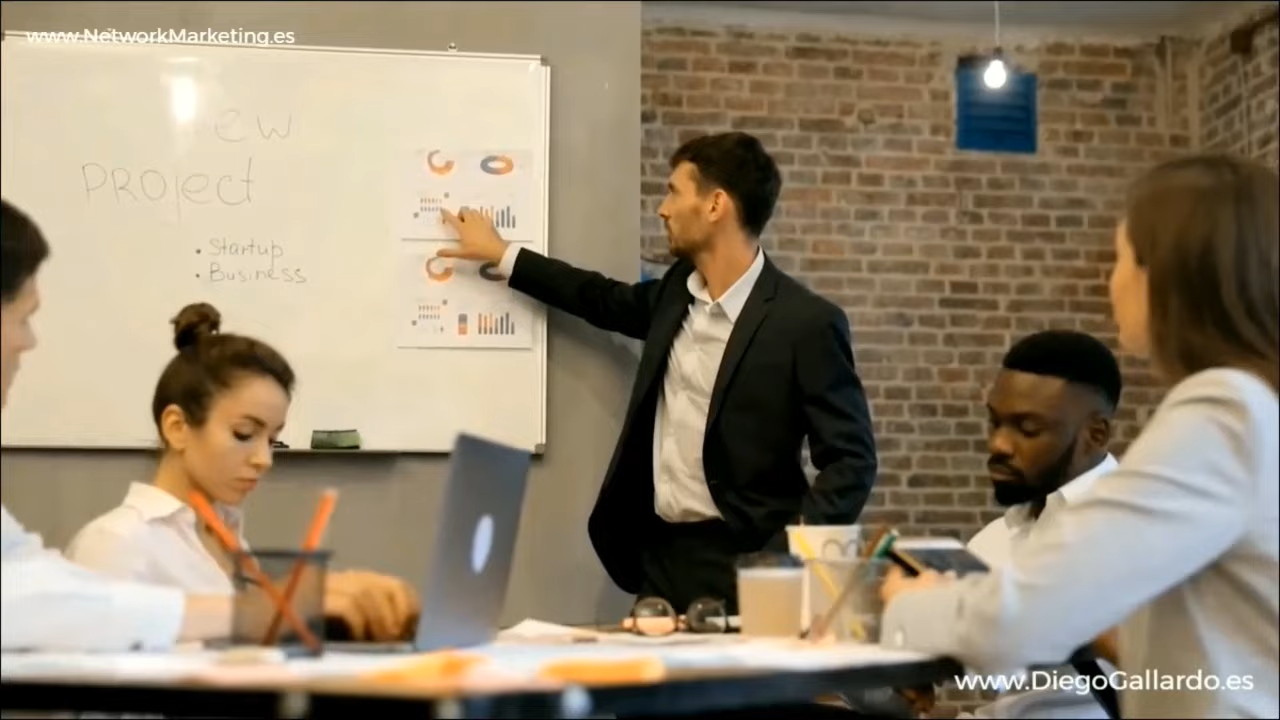 www.NetworkMarketing.es
ew
PROject
• Startup
• Business
www.DiegoGallardo.es